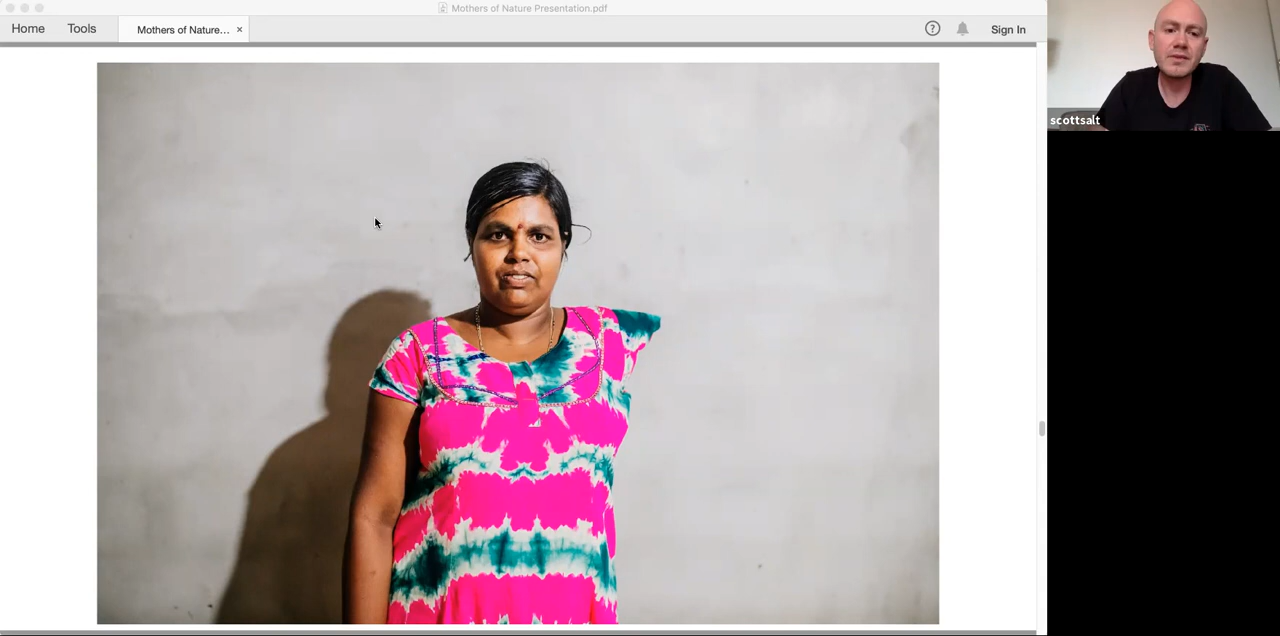 Mothers of Nature Presentation.pdf
Home
Tools
Mothers of Nature...
×
?
Sign In
scottsalt